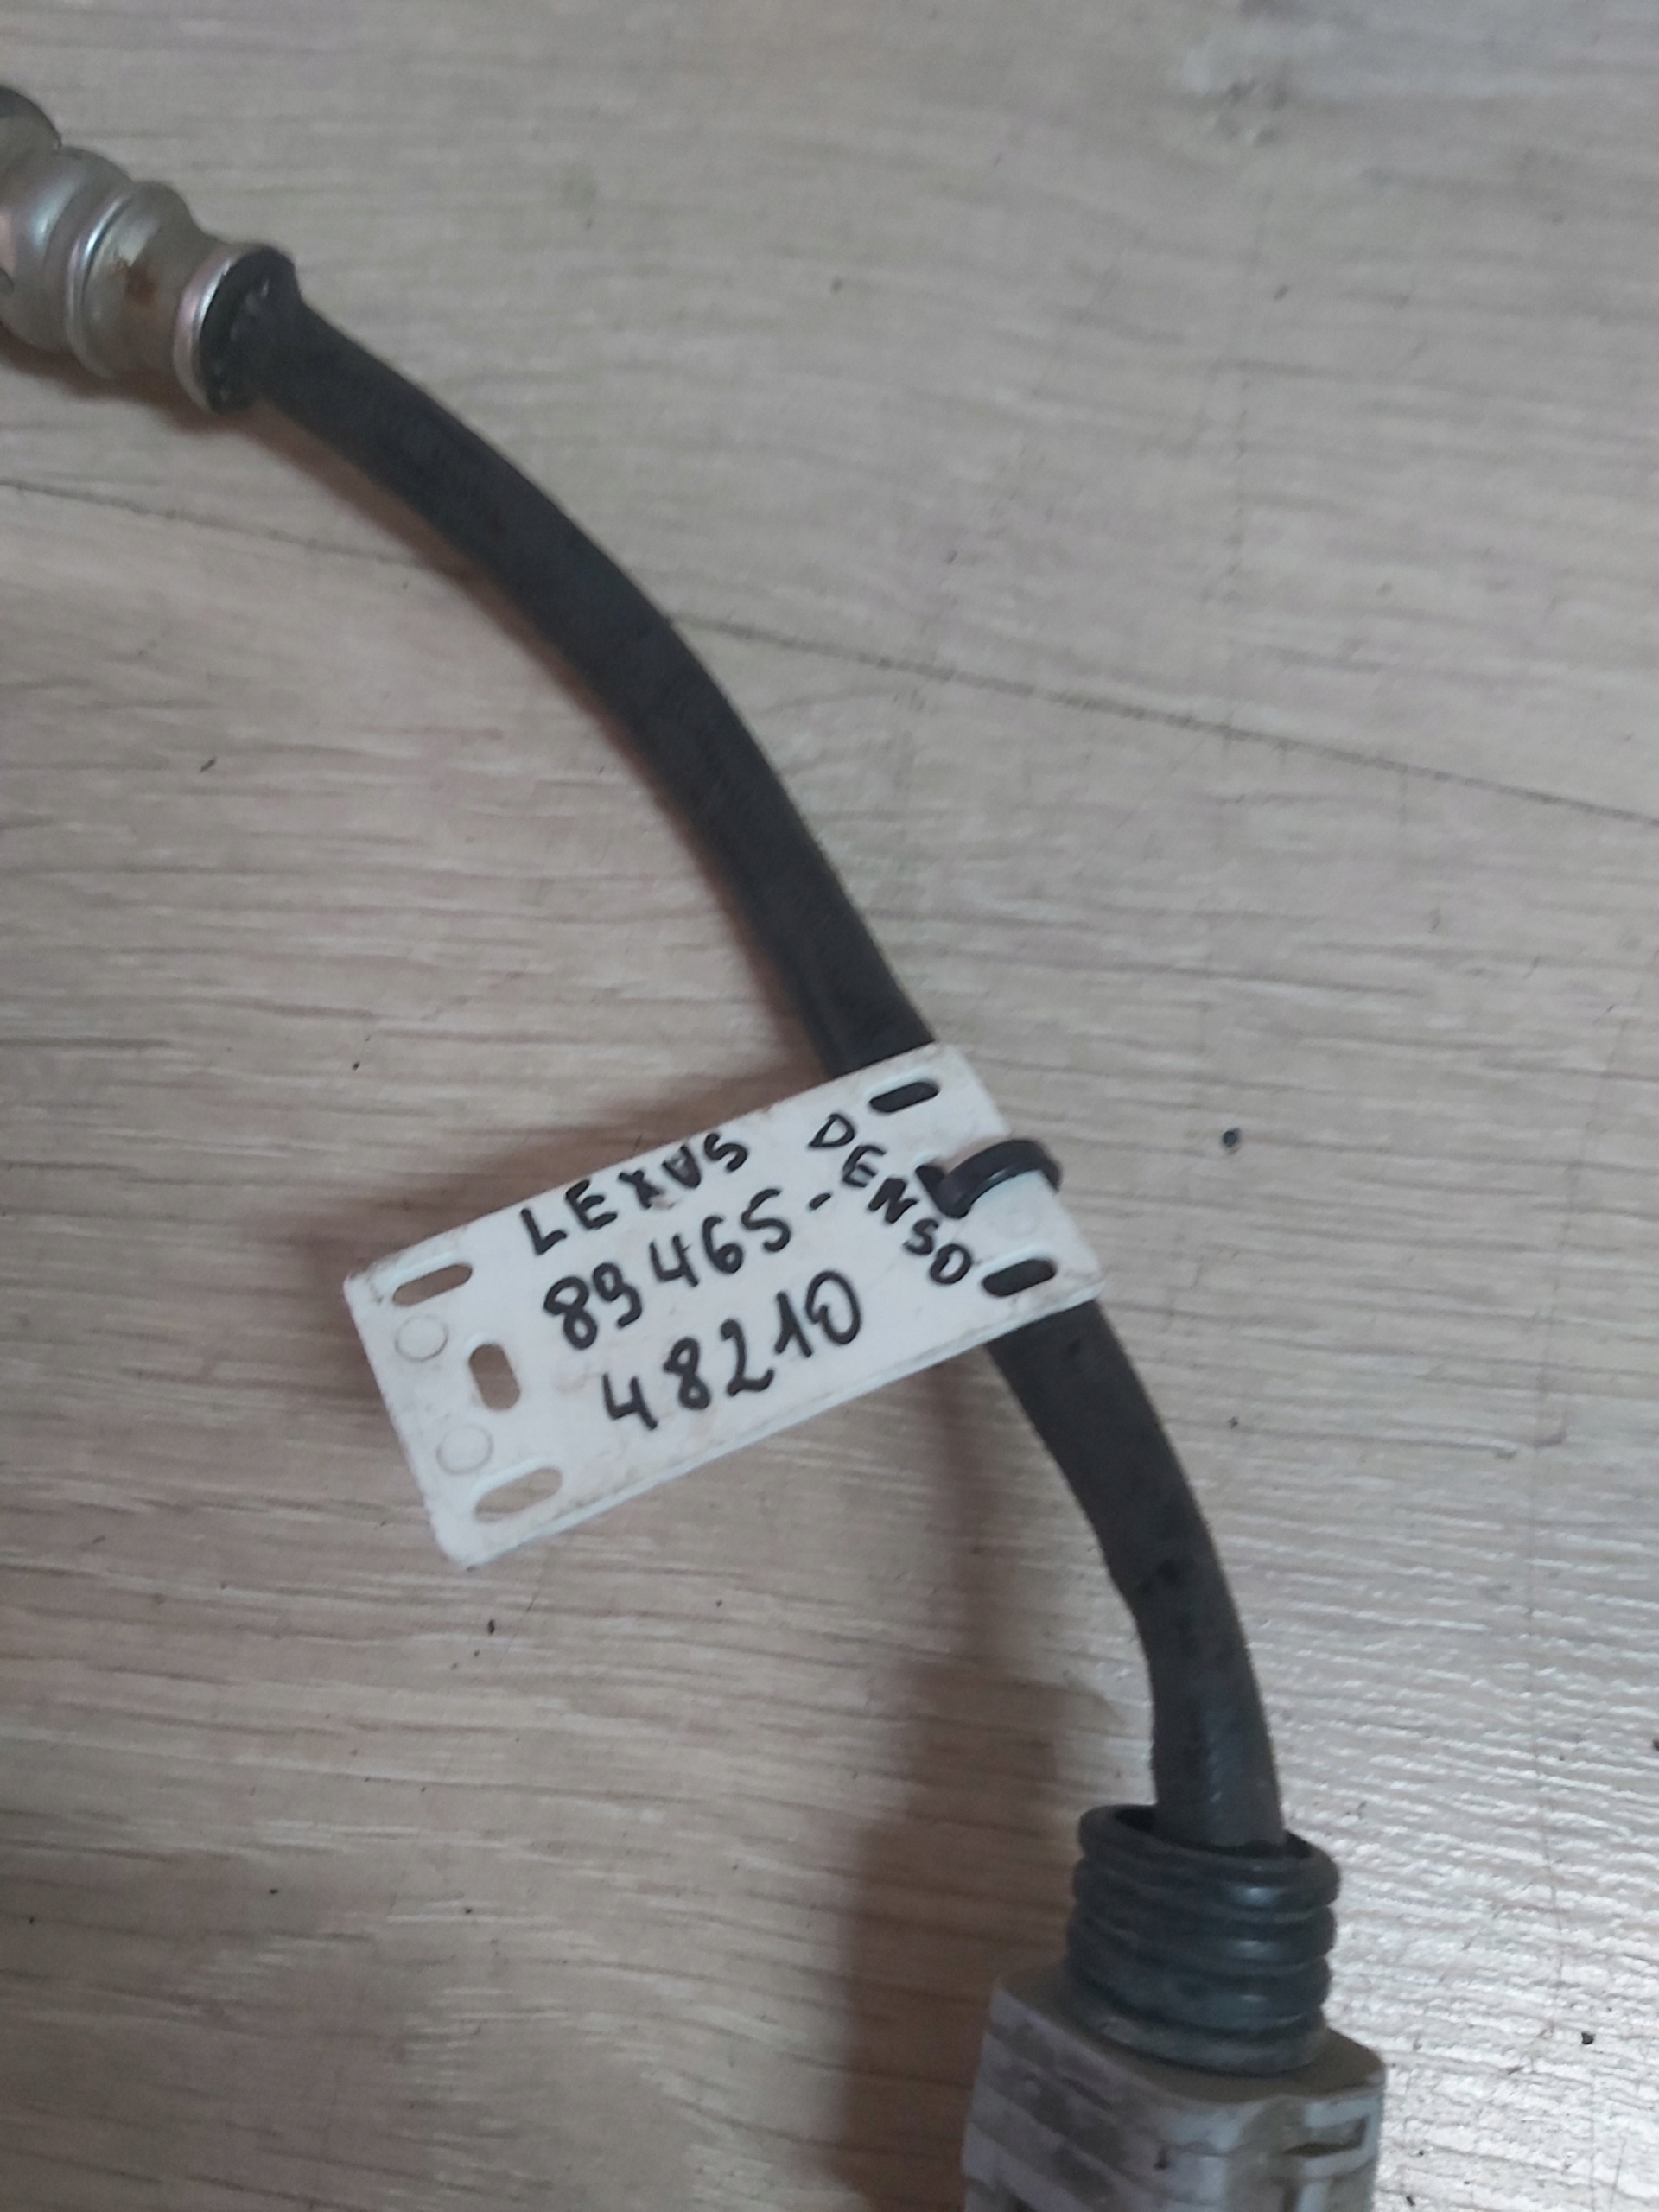 LEXUS
89465-
48210
DENSO